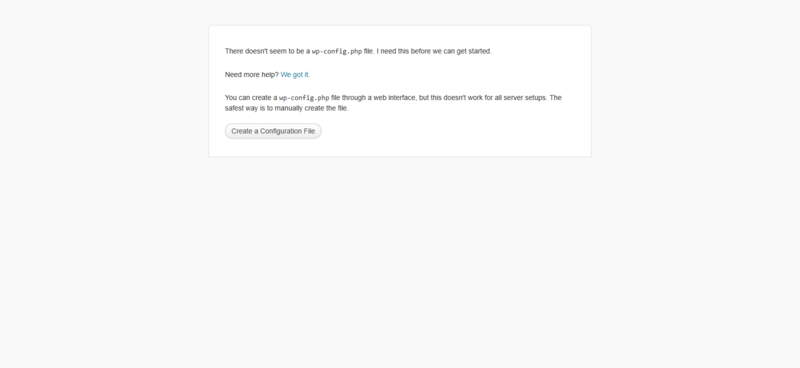 There doesn't seem to be a wp-config.php file. I need this before we can get started.
Need more help? We got it.
You can create a wp-config.php file through a web interface, but this doesn't work for all server setups. The
safest way is to manually create the file.
Create a Configuration File